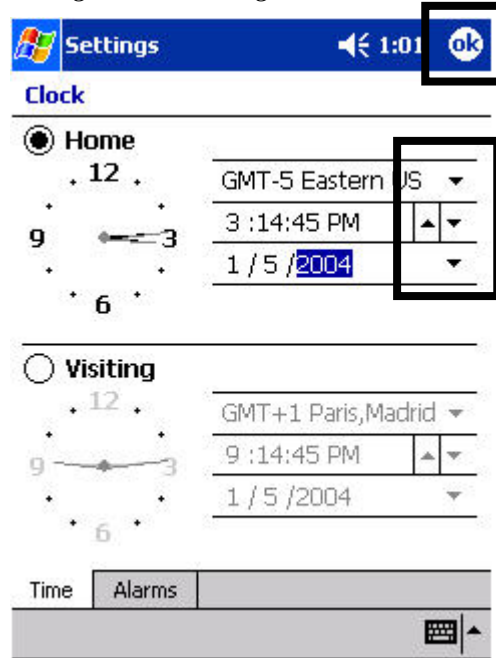 Settings 1:01 ok
Clock
Home
12
9 3
6
GMT-5 Eastern US
3 :14:45 PM
1 / 5 /2004
Visiting
12
9 3
6
GMT+1 Paris,Madrid
9 :14:45 PM
1 / 5 /2004
Time Alarms